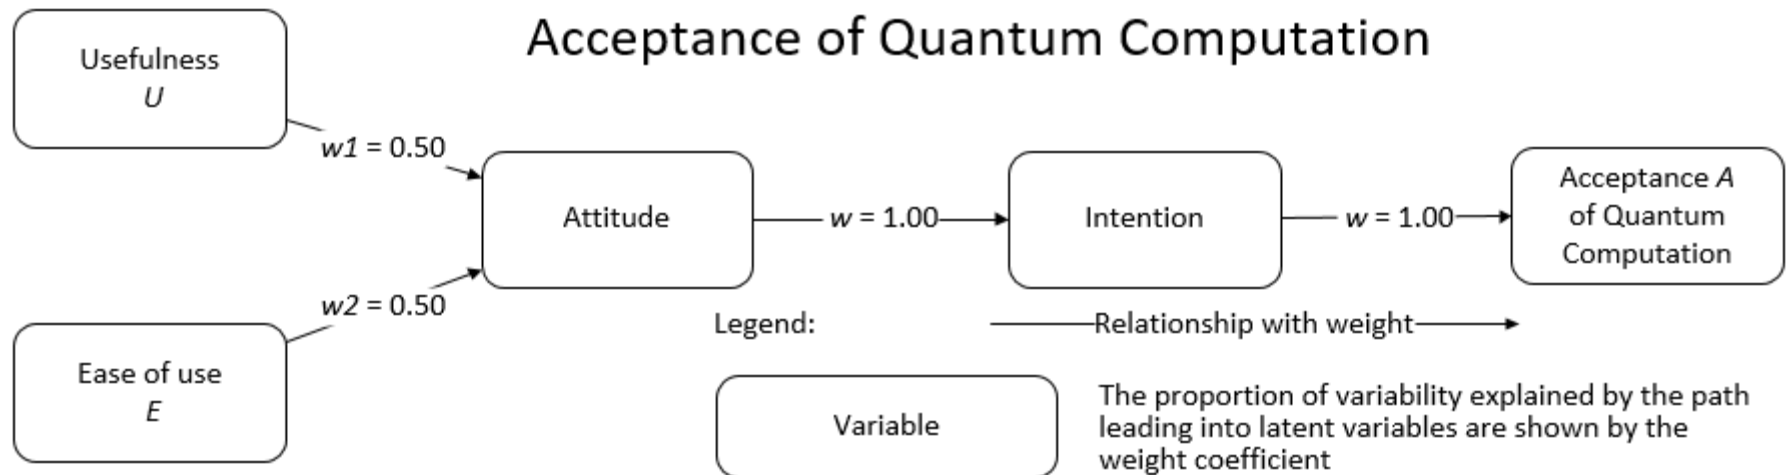 Acceptance of Quantum Computation
Usefulness
U
w1 = 0.50
Attitude
w = 1.00
Intention
w = 1.00
Acceptance A
of Quantum
Computation
w2 = 0.50
Ease of use
E
Legend:
Relationship with weight
Variable
The proportion of variability explained by the path
leading into latent variables are shown by the
weight coefficient